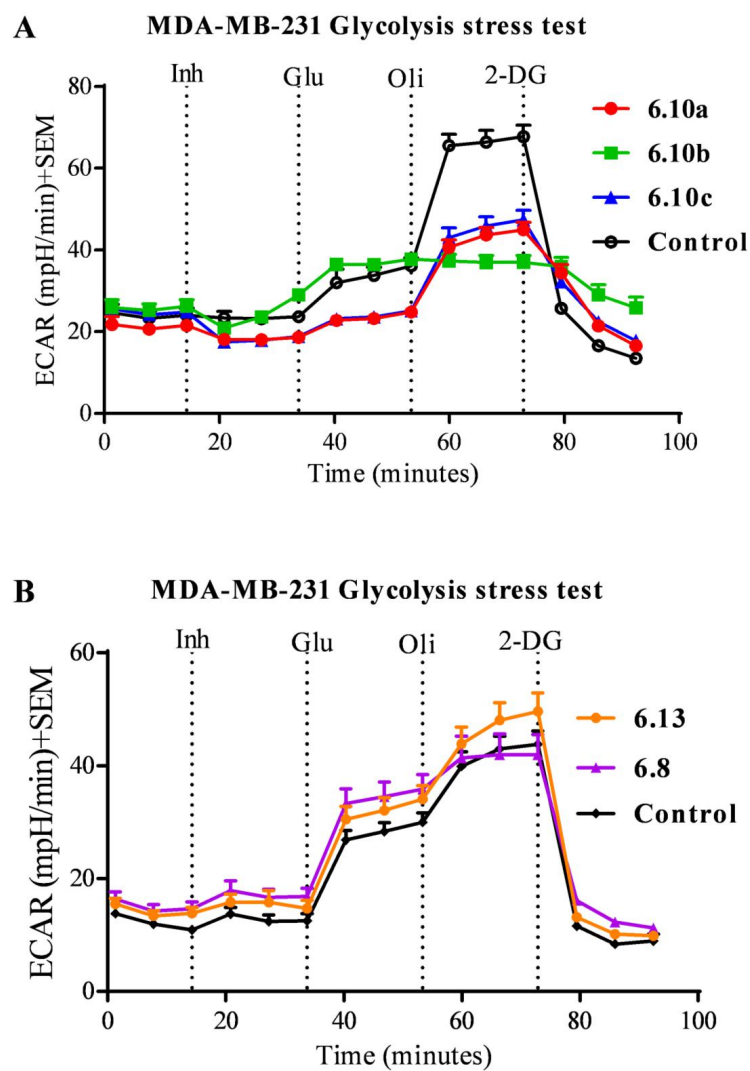 A
MDA-MB-231 Glycolysis stress test
Inh Glu Oli 2-DG
ECAR (mpH/min)+SEM
80
60
40
20
0
0 20 40 60 80 100
Time (minutes)
6.10a
6.10b
6.10c
Control
B
MDA-MB-231 Glycolysis stress test
Inh Glu Oli 2-DG
ECAR (mpH/min)+SEM
60
40
20
0
0 20 40 60 80 100
Time (minutes)
6.13
6.8
Control